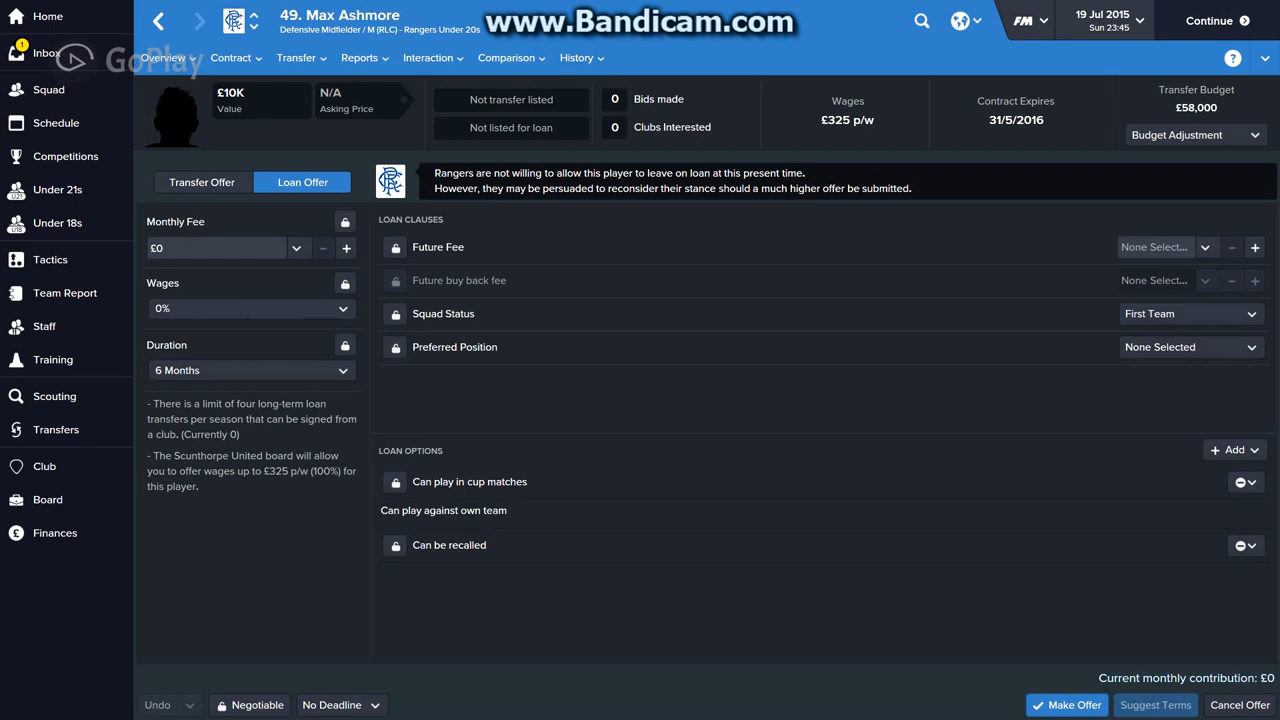 Home
Inbox
1
Squad
Schedule
Competitions
Under 21s
U21
Under 18s
U18
Tactics
Team Report
Staff
Training
Scouting
Transfers
Club
Board
Finances
GoPlay
www.Bandicam.com
49. Max Ashmore
Defensive Midfielder / M (RLC) - Rangers Under 20s
FM
19 Jul 2015
Sun 23:45
Continue
Overview
Contract
Transfer
Reports
Interaction
Comparison
History
?
£10K
Value
N/A
Asking Price
Not transfer listed
Not listed for loan
0 Bids made
0 Clubs Interested
Wages
£325 p/w
Contract Expires
31/5/2016
Transfer Budget
£58,000
Budget Adjustment
Transfer Offer
Loan Offer
Rangers are not willing to allow this player to leave on loan at this present time.
However, they may be persuaded to reconsider their stance should a much higher offer be submitted.
Monthly Fee
£0
Wages
0%
Duration
6 Months
- There is a limit of four long-term loan
transfers per season that can be signed from
a club. (Currently 0)
- The Scunthorpe United board will allow
you to offer wages up to £325 p/w (100%) for
this player.
LOAN CLAUSES
Future Fee
None Select...
Future buy back fee
None Select...
Squad Status
First Team
Preferred Position
None Selected
LOAN OPTIONS
Add
Can play in cup matches
Can play against own team
Can be recalled
Current monthly contribution: £0
Undo
Negotiable
No Deadline
Make Offer
Suggest Terms
Cancel Offer